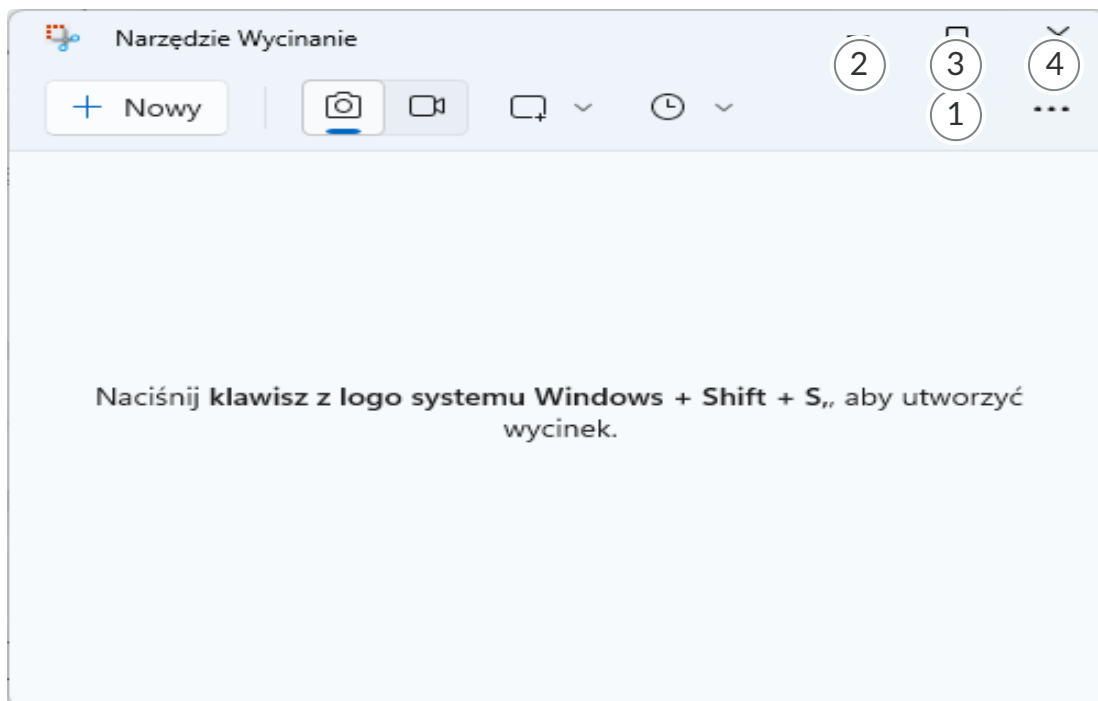 Narzędzie Wycinanie
2 3 4
Nowy
1
Naciśnij klawisz z logo systemu Windows + Shift + S,, aby utworzyć
wycinek.